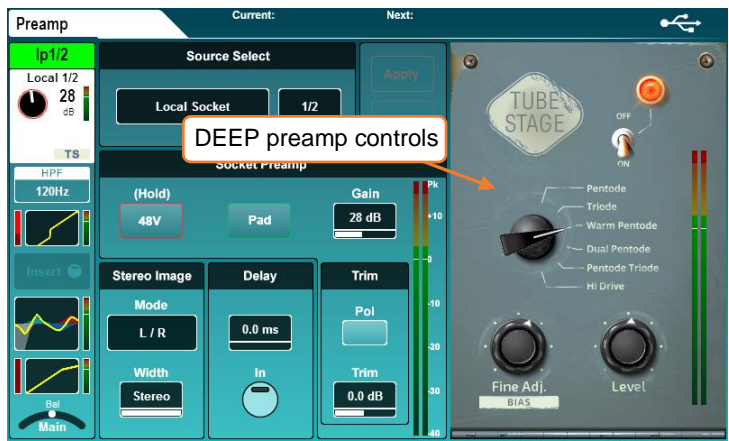 Preamp
Current:
Next:
Ip1/2
Local 1/2
28
dB
TS
HPF
120Hz
Insert
Bal
Main
Source Select
Local Socket
1/2
Apply
DEEP preamp controls
Socket Preamp
(Hold)
48V
Pad
Gain
28 dB
Pk
+10
0
-10
-20
-30
-40
Stereo Image
Mode
L / R
Width
Stereo
Delay
0.0 ms
In
Trim
Pol
Trim
0.0 dB
TUBE
STAGE
OFF
ON
Pentode
Triode
Warm Pentode
Dual Pentode
Pentode Triode
Hi Drive
Fine Adj.
BIAS
Level